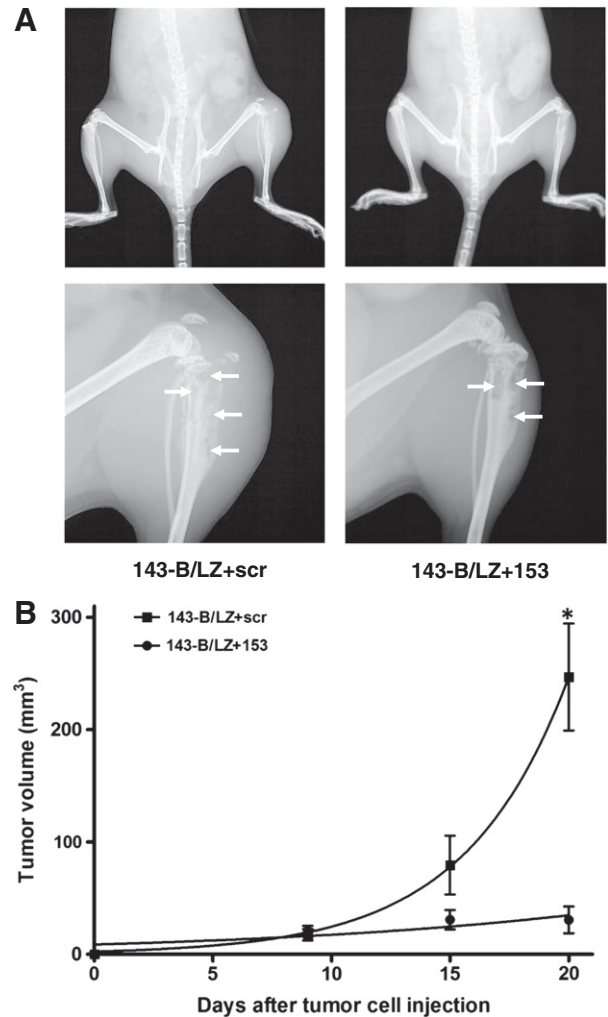 A
143-B/LZ+scr
143-B/LZ+153
B
143-B/LZ+scr
143-B/LZ+153
*
300
200
100
0
Tumor volume (mm³)
0 5 10 15 20
Days after tumor cell injection